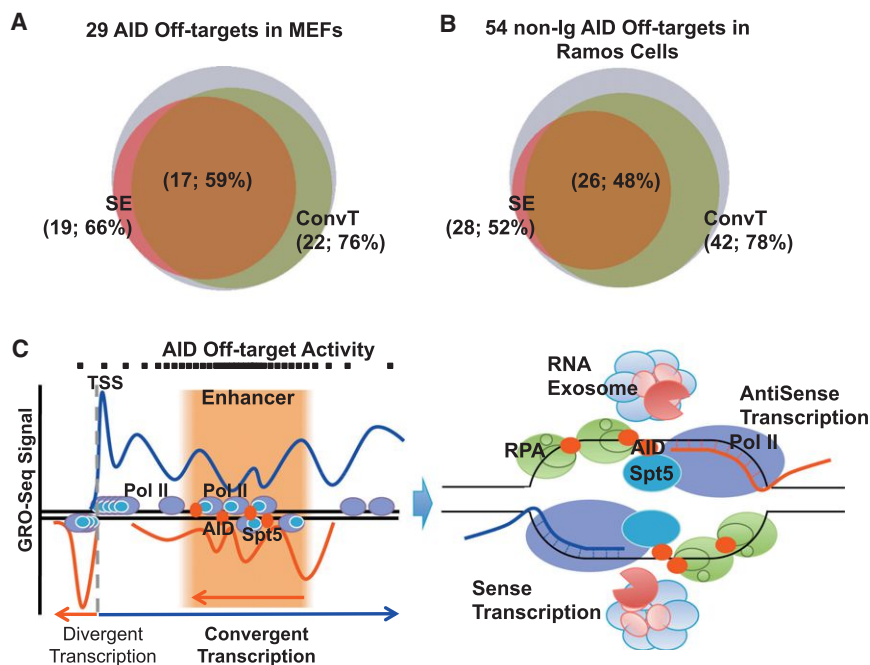 A
29 AID Off-targets in MEFs
(17; 59%)
SE
(19; 66%)
ConvT
(22; 76%)
B
54 non-Ig AID Off-targets in
Ramos Cells
(26; 48%)
SE
(28; 52%)
ConvT
(42; 78%)
C
AID Off-target Activity
TSS
Enhancer
GRO-Seq Signal
Pol II
Pol II
AID
Spt5
Divergent
Transcription
Convergent
Transcription
RNA
Exosome
AntiSense
Transcription
Pol II
RPA
AID
Spt5
Sense
Transcription